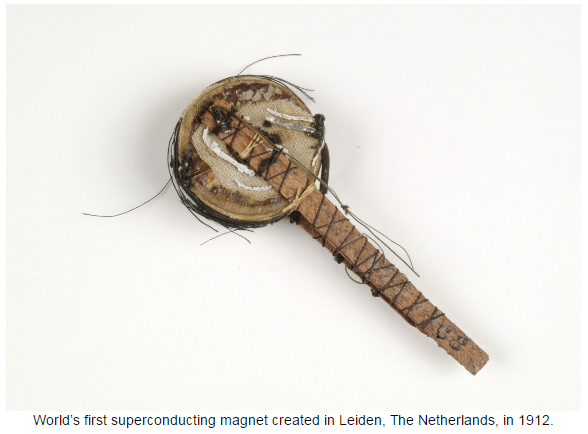 World's first superconducting magnet created in Leiden, The Netherlands, in 1912.